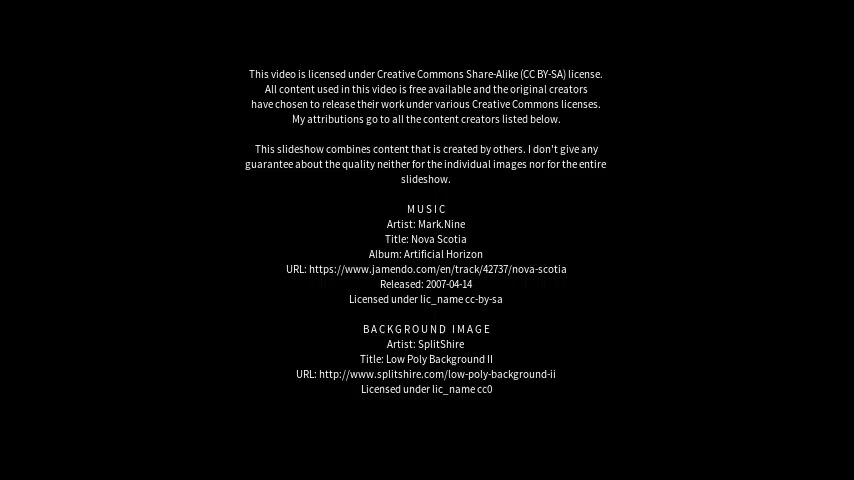 This video is licensed under Creative Commons Share-Alike (CC BY-SA) license.
All content used in this video is free available and the original creators
have chosen to release their work under various Creative Commons licenses.
My attributions go to all the content creators listed below.
This slideshow combines content that is created by others. I don't give any
guarantee about the quality neither for the individual images nor for the entire
slideshow.
MUSIC
Artist: Mark.Nine
Title: Nova Scotia
Album: Artificial Horizon
URL: https://www.jamendo.com/en/track/42737/nova-scotia
Released: 2007-04-14
Licensed under lic_name cc-by-sa
BACKGROUND IMAGE
Artist: SplitShire
Title: Low Poly Background II
URL: http://www.splitshire.com/low-poly-background-ii
Licensed under lic_name cc0